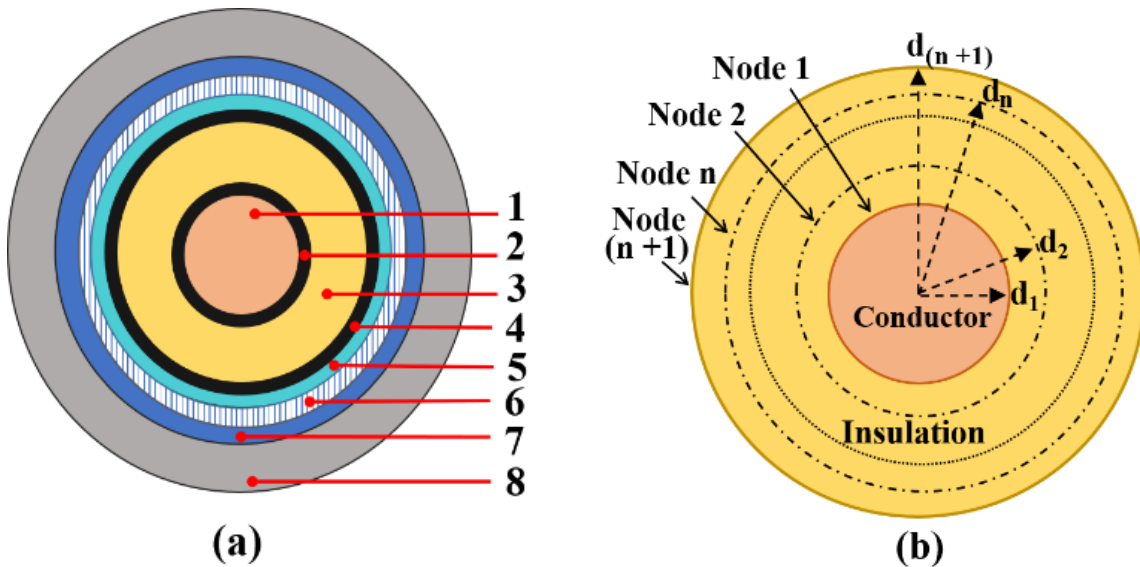 1
2
3
4
5
6
7
8
(a)
d(n +1)
Node 1
dn
Node 2
Node n
Node
(n +1)
d2
d1
Conductor
Insulation
(b)